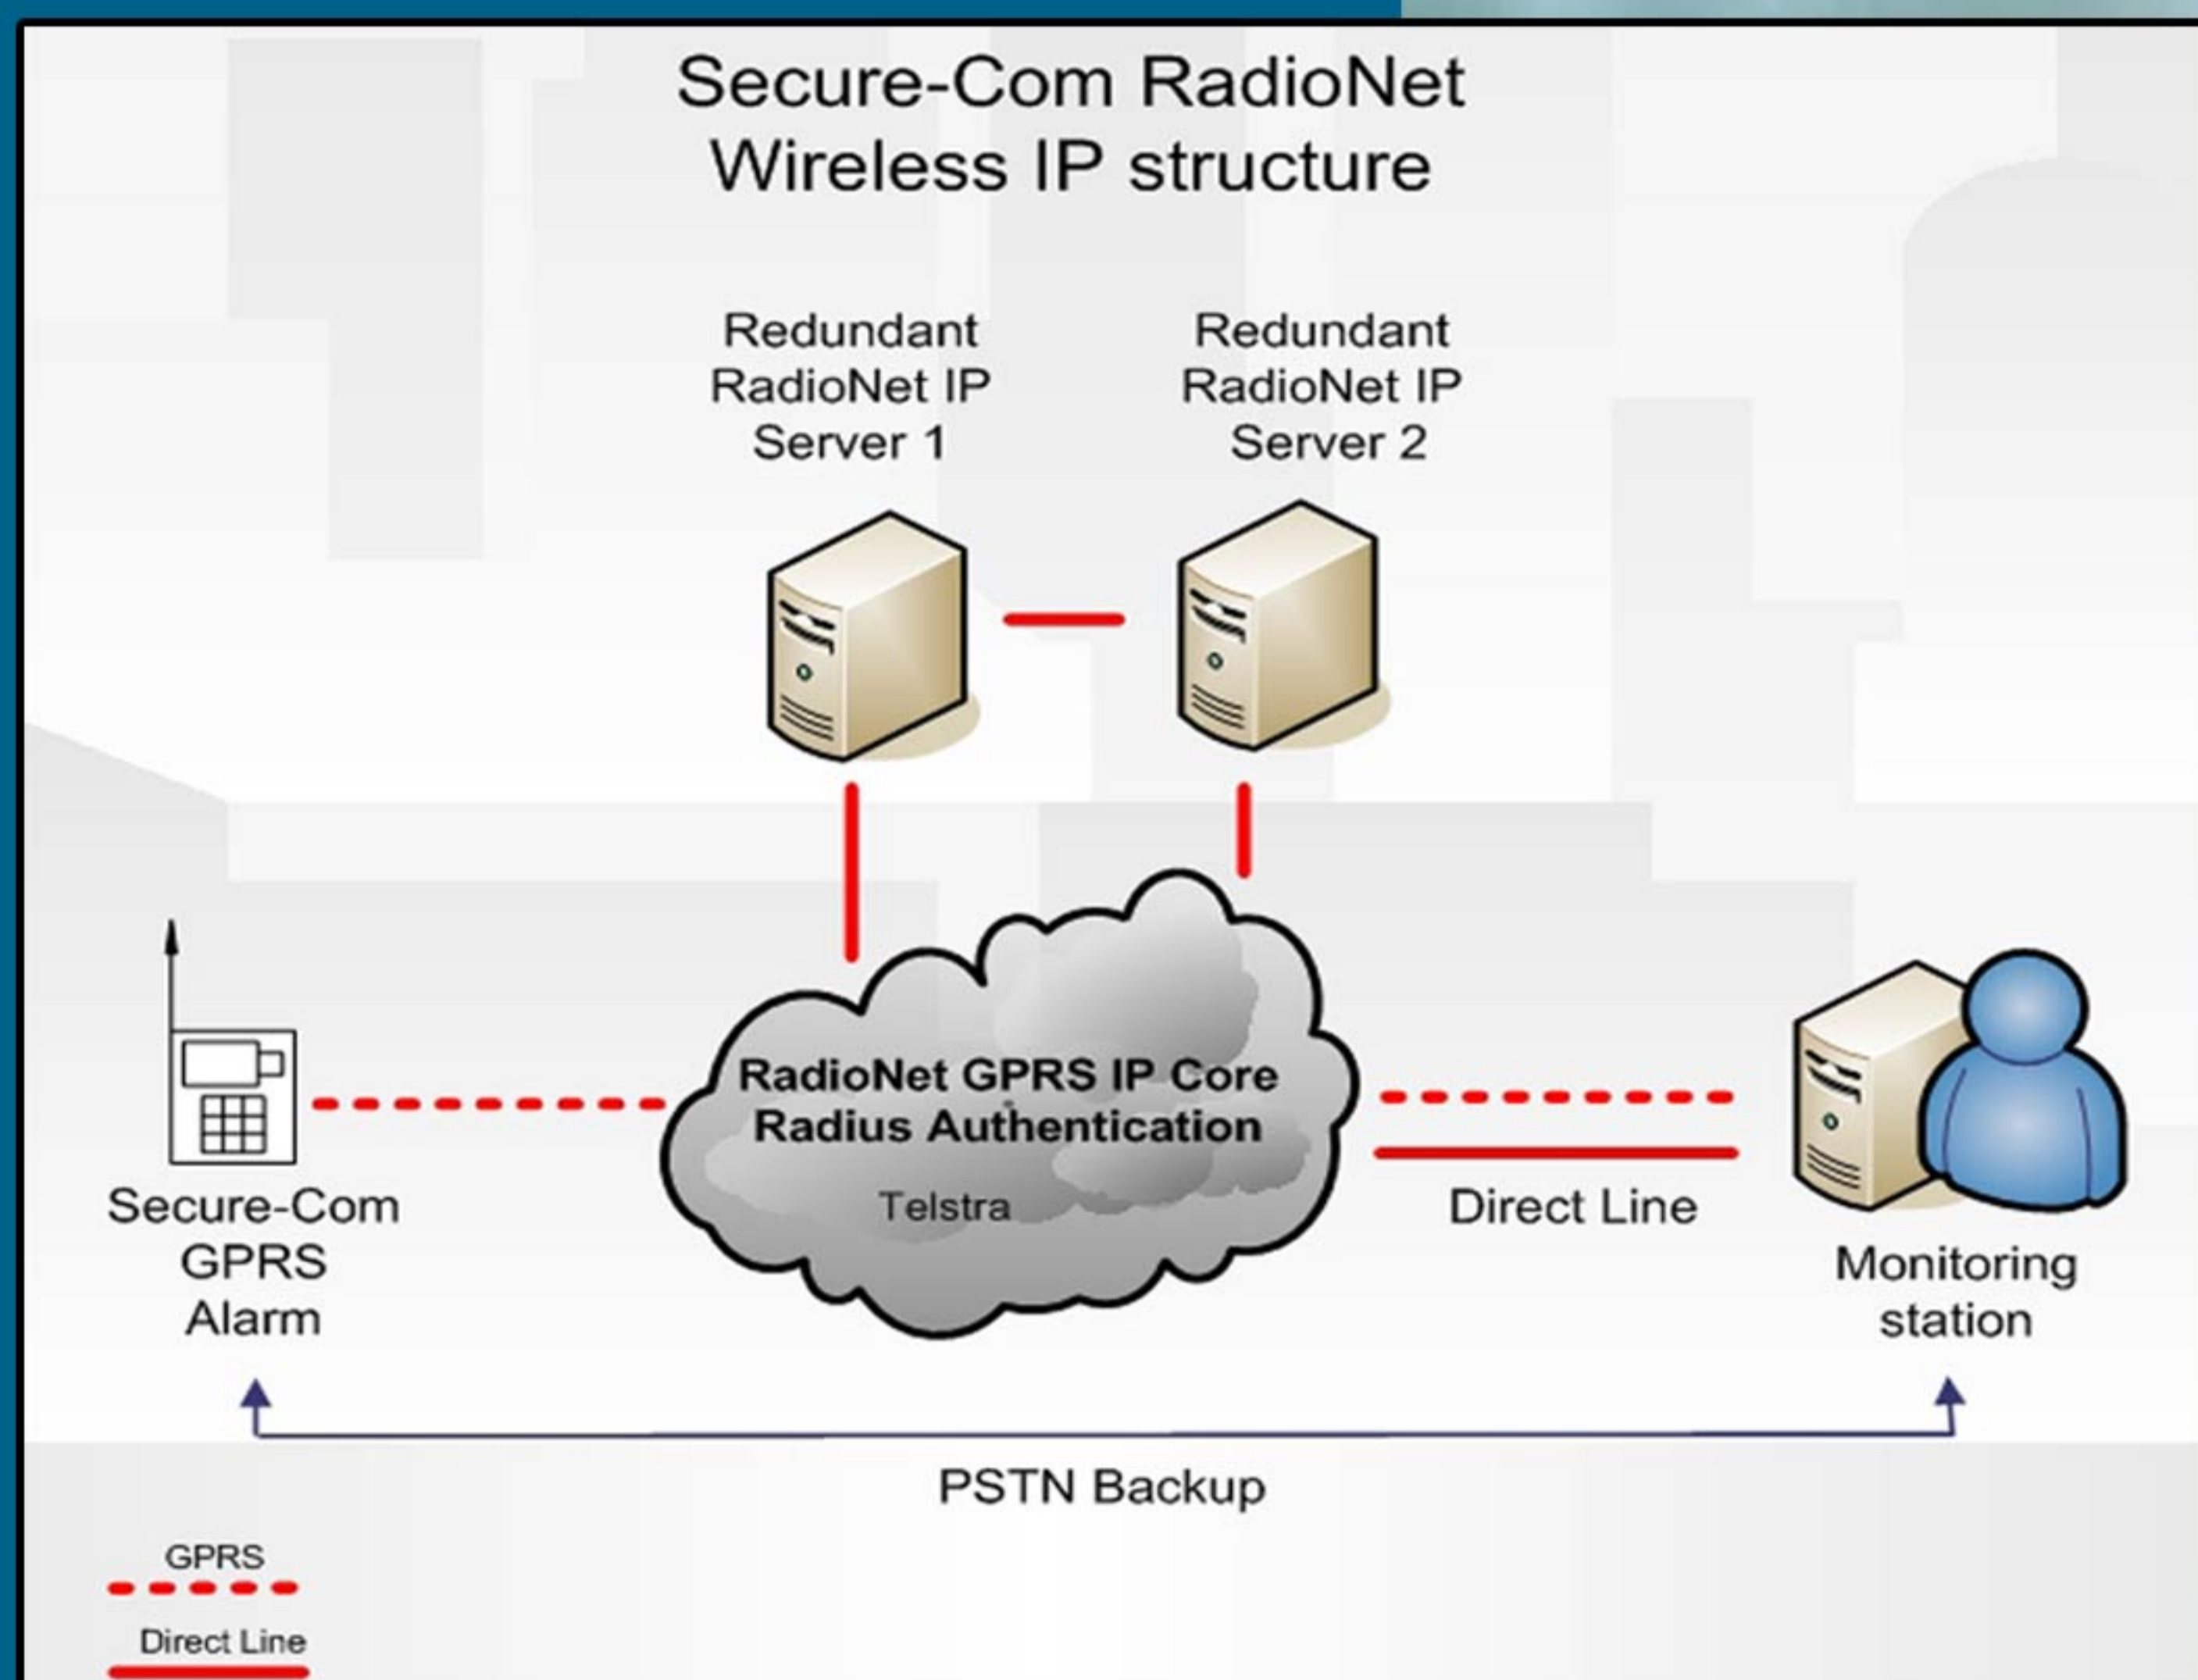 Secure-Com RadioNet
Wireless IP structure
Redundant
RadioNet IP
Server 1
Redundant
RadioNet IP
Server 2
RadioNet GPRS IP Core
Radius Authentication
Telstra
Secure-Com
GPRS
Alarm
Direct Line
Monitoring
station
PSTN Backup
GPRS
Direct Line